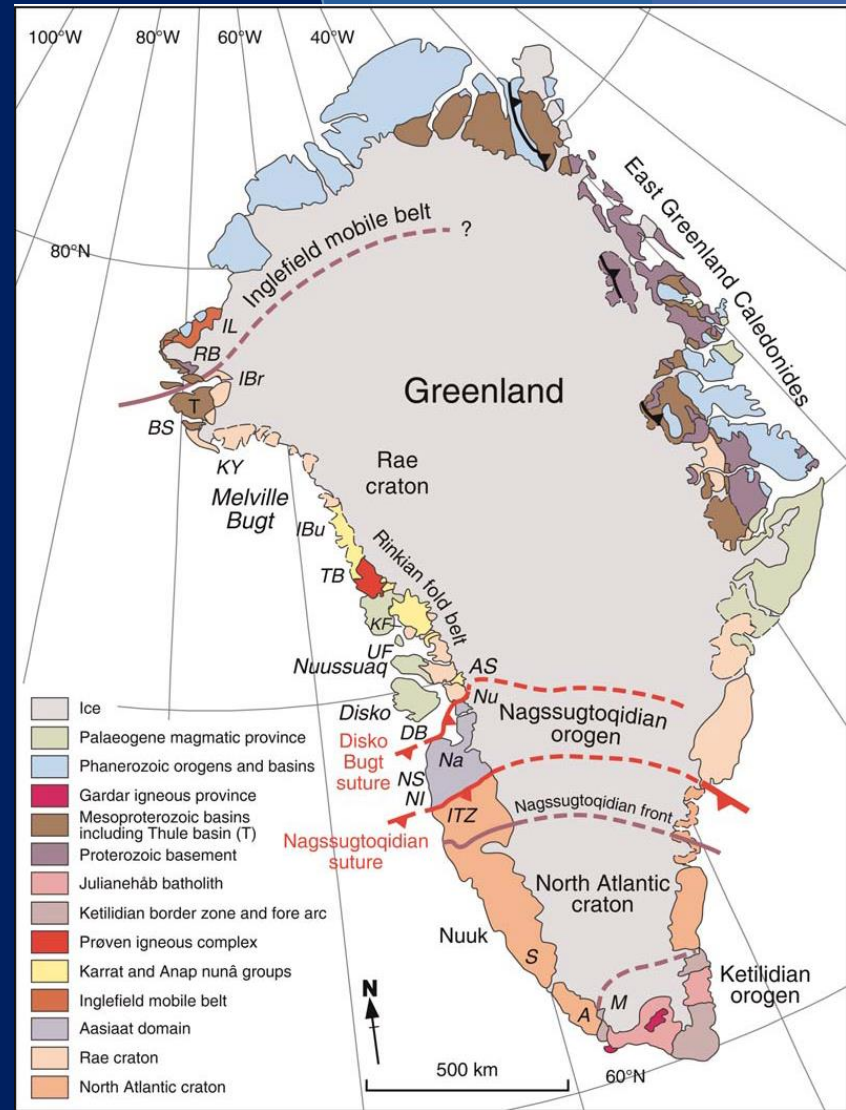 100°W
80°W
60°W
40°W
80°N
Inglefield mobile belt
?
East Greenland Caledonides
IL
RB
IBr
T
BS
KY
Greenland
Rae
craton
Melville
Bugt
IBu
TB
Rinkian fold belt
KF
UF
Nuussuaq
AS
Nu
Disko
Nagssugtoqidian
orogen
DB
Disko
Bugt
suture
Na
NS
NI
ITZ
Nagssugtoqidian front
Nagssugtoqidian
suture
North Atlantic
craton
Nuuk
S
Ketilidian
orogen
M
A
N
500 km
60°N
Ice
Palaeogene magmatic province
Phanerozoic orogens and basins
Gardar igneous province
Mesoproterozoic basins
including Thule basin (T)
Proterozoic basement
Julianehåb batholith
Ketilidian border zone and fore arc
Prøven igneous complex
Karrat and Anap nunâ groups
Inglefield mobile belt
Aasiaat domain
Rae craton
North Atlantic craton